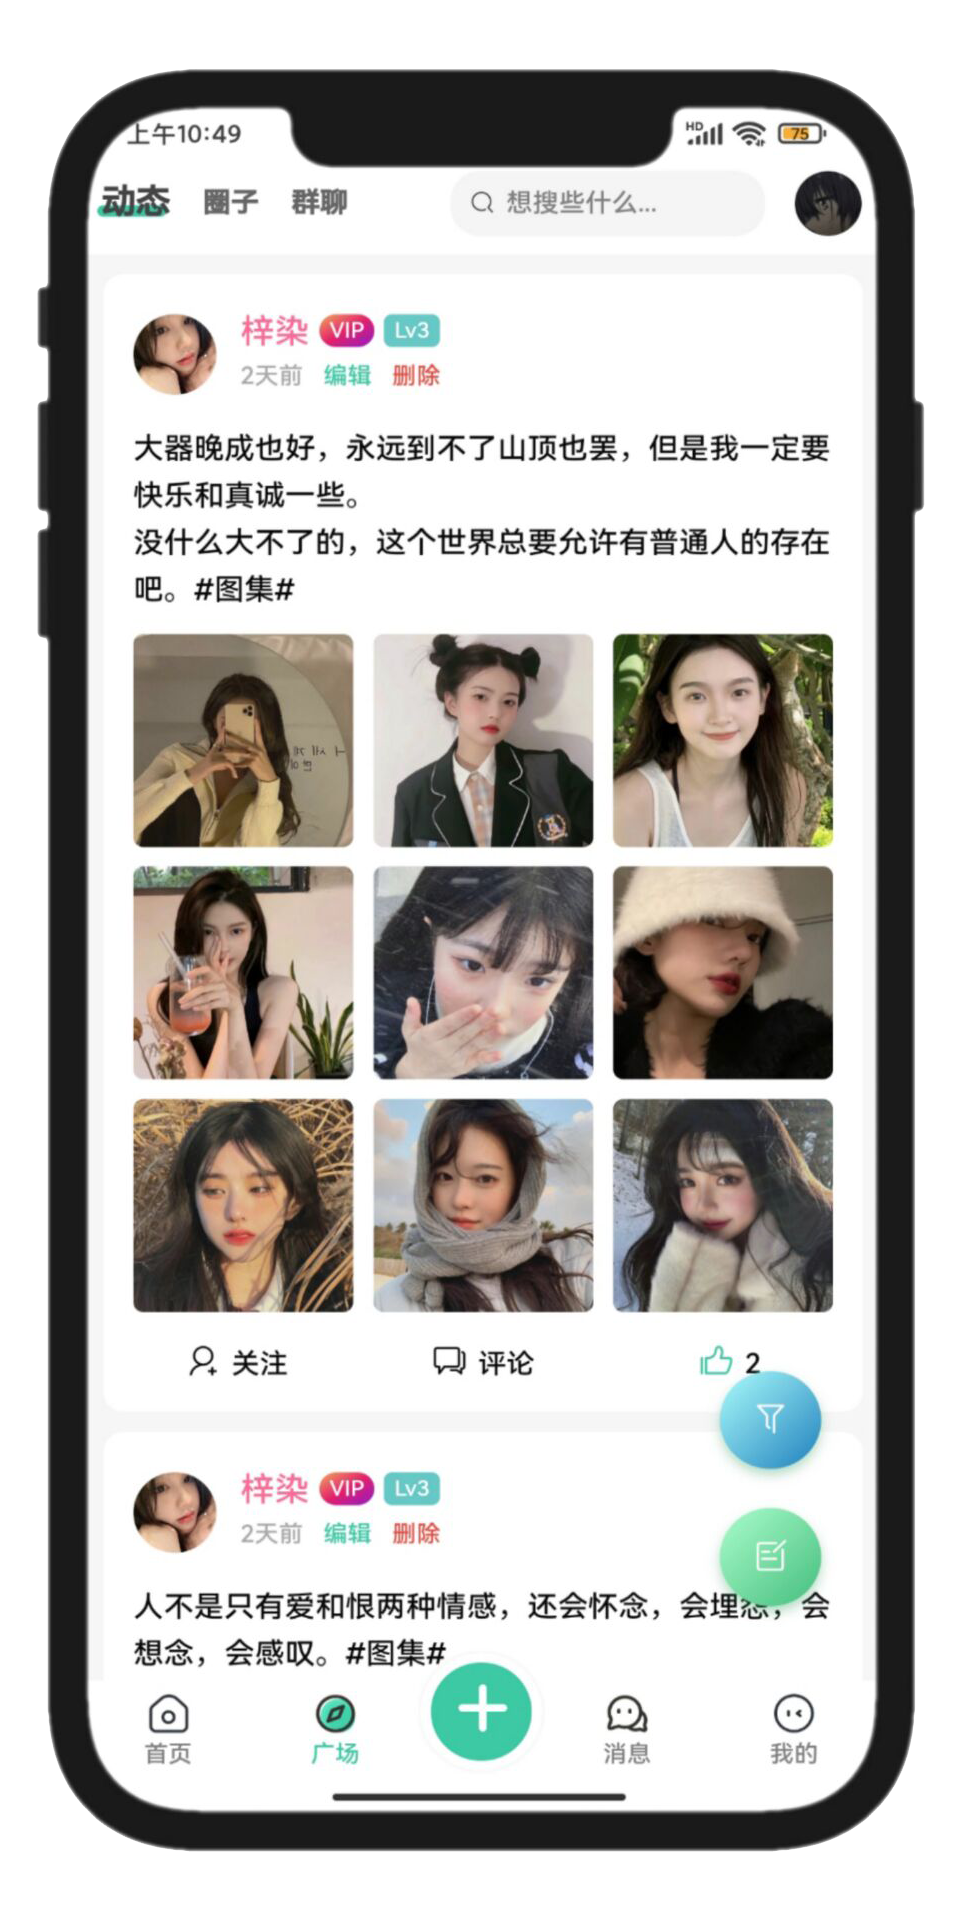 上午10:49
HD
75
动态 圈子 群聊 想搜些什么...
梓染 VIP Lv3
2天前 编辑 删除
大器晚成也好，永远到不了山顶也罢，但是我一定要
快乐和真诚一些。
没什么大不了的，这个世界总要允许有普通人的存在
吧。#图集#
关注 评论 2
梓染 VIP Lv3
2天前 编辑 删除
人不是只有爱和恨两种情感，还会怀念，会埋怨，会
想念，会感叹。#图集#
首页 广场 消息 我的